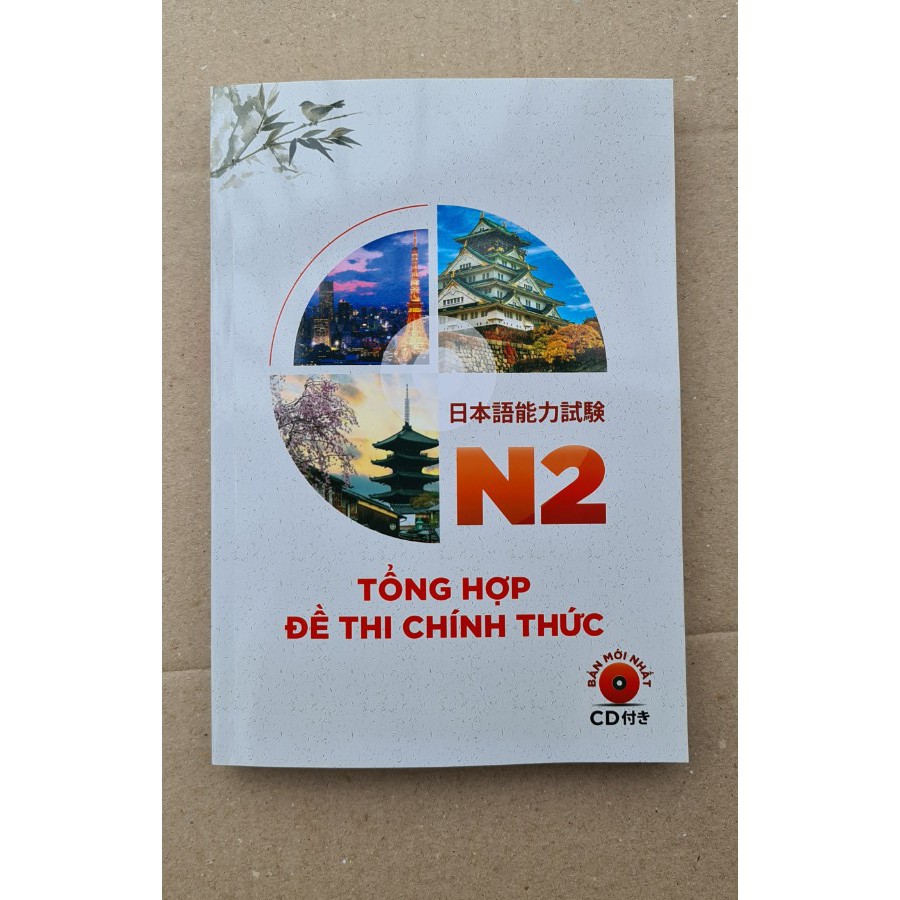 日本語能力試験
N2
TỔNG HỢP
ĐỀ THI CHÍNH THỨC
BẢN MỚI NHẤT
CD付き